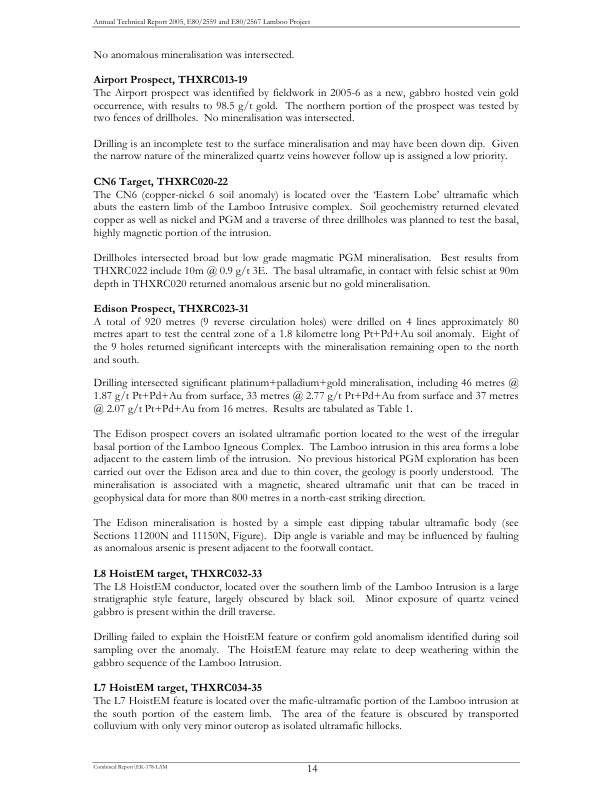 Annual Technical Report 2005, E80/2559 and E80/2567 Lamboo Project
No anomalous mineralisation was intersected.
Airport Prospect, THXRC013-19
The Airport prospect was identified by fieldwork in 2005-6 as a new, gabbro hosted vein gold
occurrence, with results to 98.5 g/t gold. The northern portion of the prospect was tested by
two fences of drillholes. No mineralisation was intersected.
Drilling is an incomplete test to the surface mineralisation and may have been down dip. Given
the narrow nature of the mineralized quartz veins however follow up is assigned a low priority.
CN6 Target, THXRC020-22
The CN6 (copper-nickel 6 soil anomaly) is located over the 'Eastern Lobe' ultramafic which
abuts the eastern limb of the Lamboo Intrusive complex. Soil geochemistry returned elevated
copper as well as nickel and PGM and a traverse of three drillholes was planned to test the basal,
highly magnetic portion of the intrusion.
Drillholes intersected broad but low grade magmatic PGM mineralisation. Best results from
THXRC022 include 10m @ 0.9 g/t 3E. The basal ultramafic, in contact with felsic schist at 90m
depth in THXRC020 returned anomalous arsenic but no gold mineralisation.
Edison Prospect, THXRC023-31
A total of 920 metres (9 reverse circulation holes) were drilled on 4 lines approximately 80
metres apart to test the central zone of a 1.8 kilometre long Pt+Pd+Au soil anomaly. Eight of
the 9 holes returned significant intercepts with the mineralisation remaining open to the north
and south.
Drilling intersected significant platinum+palladium+gold mineralisation, including 46 metres @
1.87 g/t Pt+Pd+Au from surface, 33 metres @ 2.77 g/t Pt+Pd+Au from surface and 37 metres
@ 2.07 g/t Pt+Pd+Au from 16 metres. Results are tabulated as Table 1.
The Edison prospect covers an isolated ultramafic portion located to the west of the irregular
basal portion of the Lamboo Igneous Complex. The Lamboo intrusion in this area forms a lobe
adjacent to the eastern limb of the intrusion. No previous historical PGM exploration has been
carried out over the Edison area and due to thin cover, the geology is poorly understood. The
mineralisation is associated with a magnetic, sheared ultramafic unit that can be traced in
geophysical data for more than 800 metres in a north-east striking direction.
The Edison mineralisation is hosted by a simple east dipping tabular ultramafic body (see
Sections 11200N and 11150N, Figure). Dip angle is variable and may be influenced by faulting
as anomalous arsenic is present adjacent to the footwall contact.
L8 HoistEM target, THXRC032-33
The L8 HoistEM conductor, located over the southern limb of the Lamboo Intrusion is a large
stratigraphic style feature, largely obscured by black soil. Minor exposure of quartz veined
gabbro is present within the drill traverse.
Drilling failed to explain the HoistEM feature or confirm gold anomalism identified during soil
sampling over the anomaly. The HoistEM feature may relate to deep weathering within the
gabbro sequence of the Lamboo Intrusion.
L7 HoistEM target, THXRC034-35
The L7 HoistEM feature is located over the mafic-ultramafic portion of the Lamboo intrusion at
the south portion of the eastern limb. The area of the feature is obscured by transported
colluvium with only very minor outcrop as isolated ultramafic hillocks.
Combined Report\EK-178-LAM
14